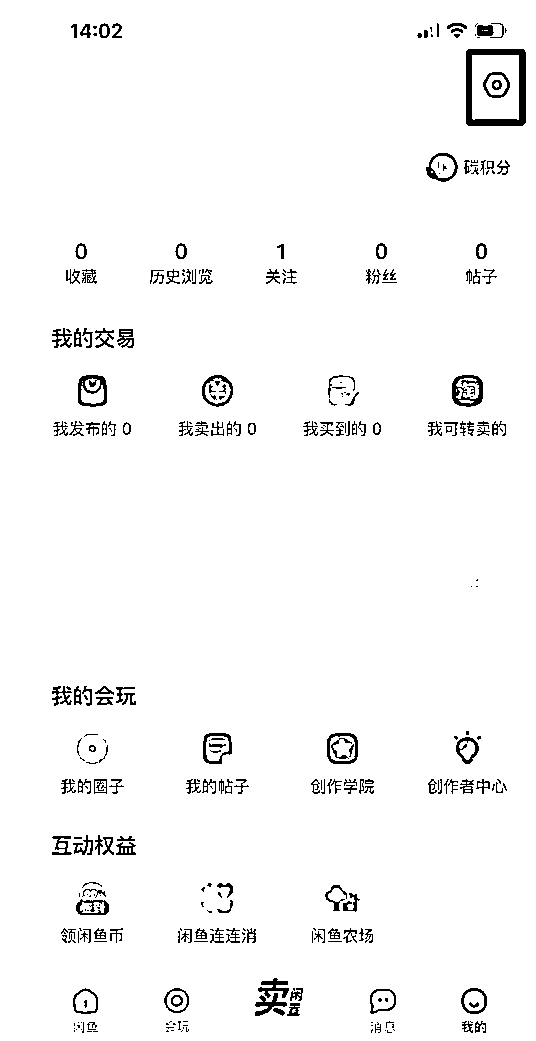 14:02
碳积分
0 0 1 0 0
收藏 历史浏览 关注 粉丝 帖子
我的交易
我发布的 0 我卖出的 0 我买到的 0 我可转卖的
我的会玩
我的圈子 我的帖子 创作学院 创作者中心
互动权益
领闲鱼币 闲鱼连连消 闲鱼农场
卖闲置
闲鱼 会玩 消息 我的